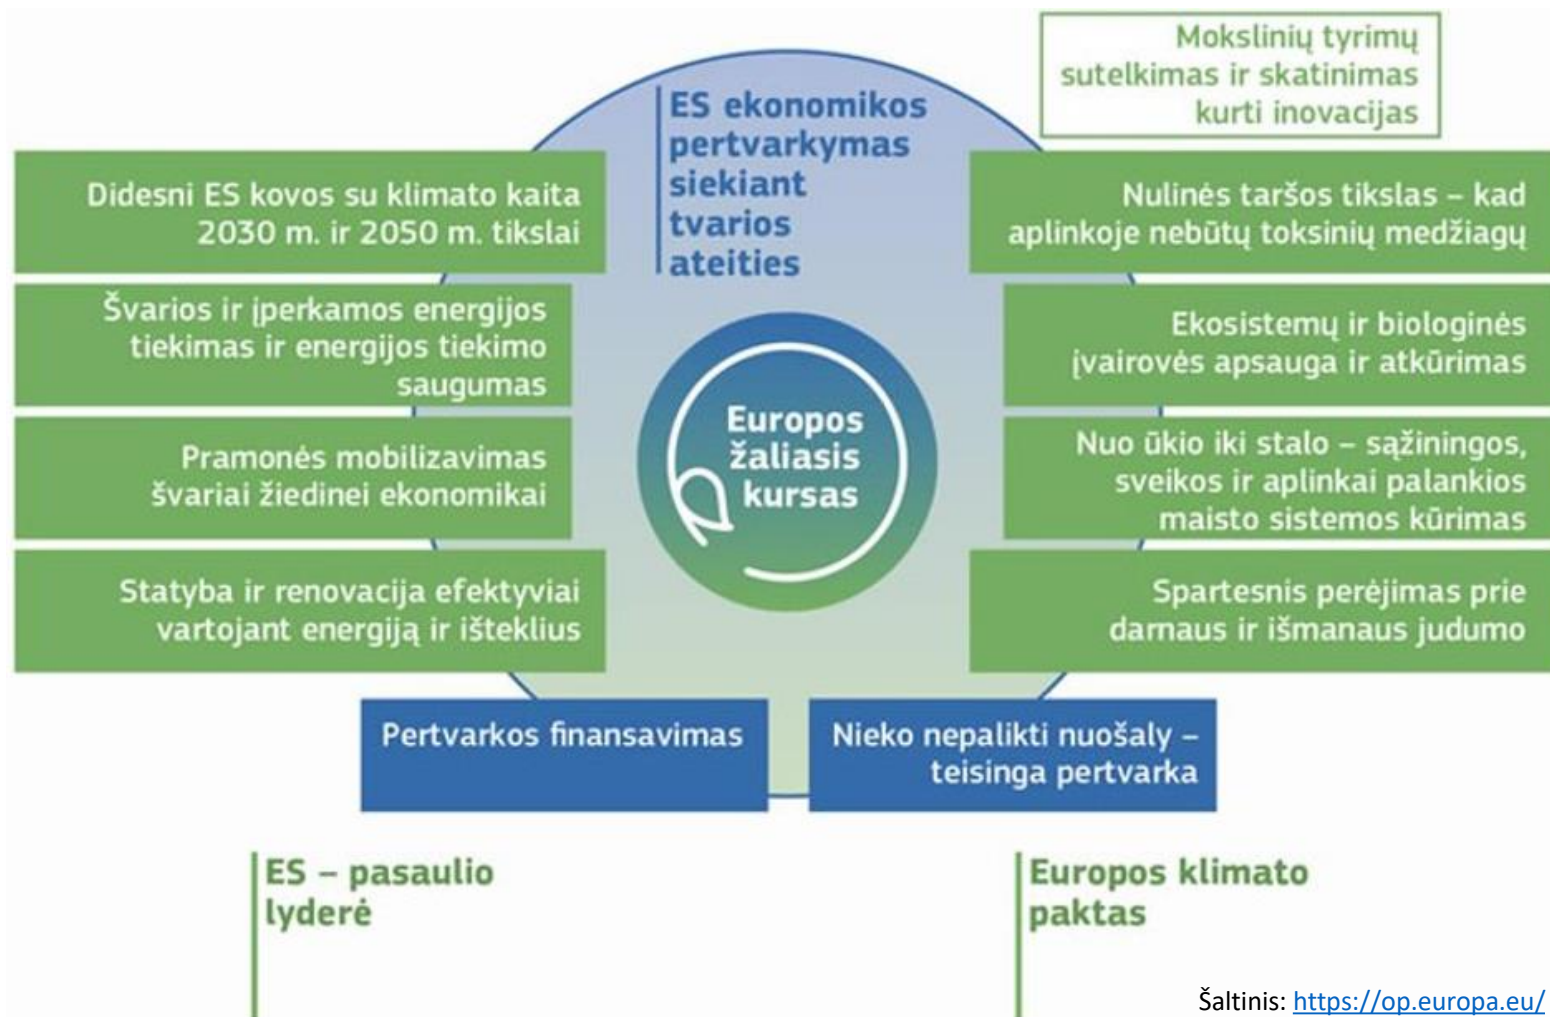 Mokslinių tyrimų
sutelkimas ir skatinimas
kurti inovacijas
ES ekonomikos
pertvarkymas
siekiant
tvarios
ateities
Didesni ES kovos su klimato kaita
2030 m. ir 2050 m. tikslai
Švarios ir įperkamos energijos
tiekimas ir energijos tiekimo
saugumas
Pramonės mobilizavimas
švariai žiedinei ekonomikai
Statyba ir renovacija efektyviai
vartojant energiją ir išteklius
Europos
žaliasis
kursas
Nulinės taršos tikslas – kad
aplinkoje nebūtų toksinių medžiagų
Ekosistemų ir biologinės
įvairovės apsauga ir atkūrimas
Nuo ūkio iki stalo – sąžiningos,
sveikos ir aplinkai palankios
maisto sistemos kūrimas
Spartesnis perėjimas prie
darnaus ir išmanaus judumo
Pertvarkos finansavimas
Nieko nepalikti nuošaly –
teisinga pertvarka
ES – pasaulio
lyderė
Europos klimato
paktas
Šaltinis: https://op.europa.eu/